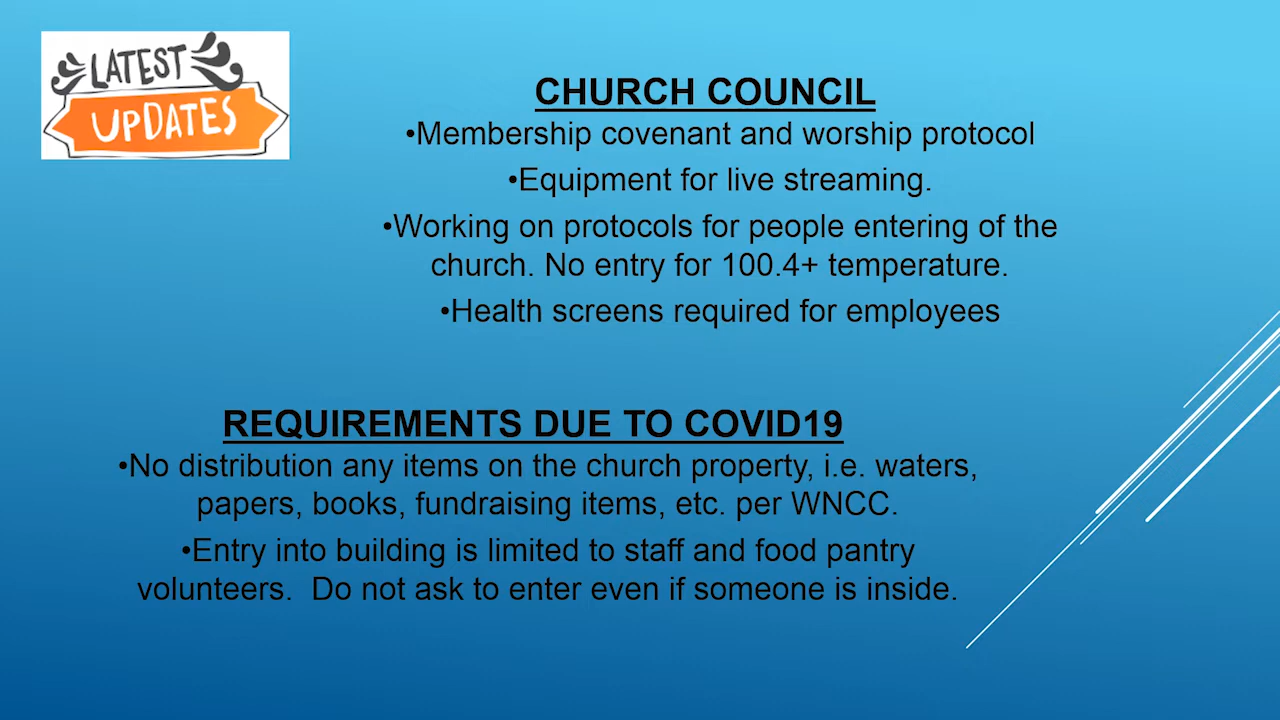 LATEST
UPDATES
CHURCH COUNCIL
•Membership covenant and worship protocol
•Equipment for live streaming.
•Working on protocols for people entering of the
church. No entry for 100.4+ temperature.
•Health screens required for employees
REQUIREMENTS DUE TO COVID19
•No distribution any items on the church property, i.e. waters,
papers, books, fundraising items, etc. per WNCC.
•Entry into building is limited to staff and food pantry
volunteers.  Do not ask to enter even if someone is inside.